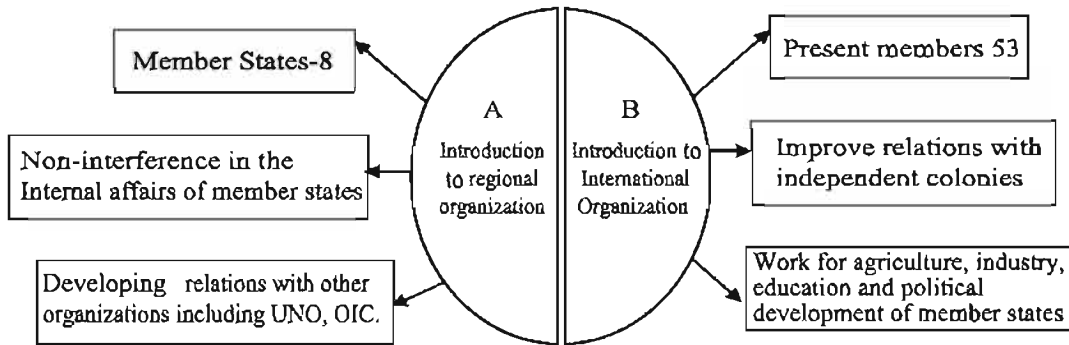 Member States-8
Non-interference in the
Internal affairs of member states
Developing relations with other
organizations including UNO, OIC.
A
Introduction
to regional
organization
B
Introduction to
International
Organization
Present members 53
Improve relations with
independent colonies
Work for agriculture, industry,
education and political
development of member states